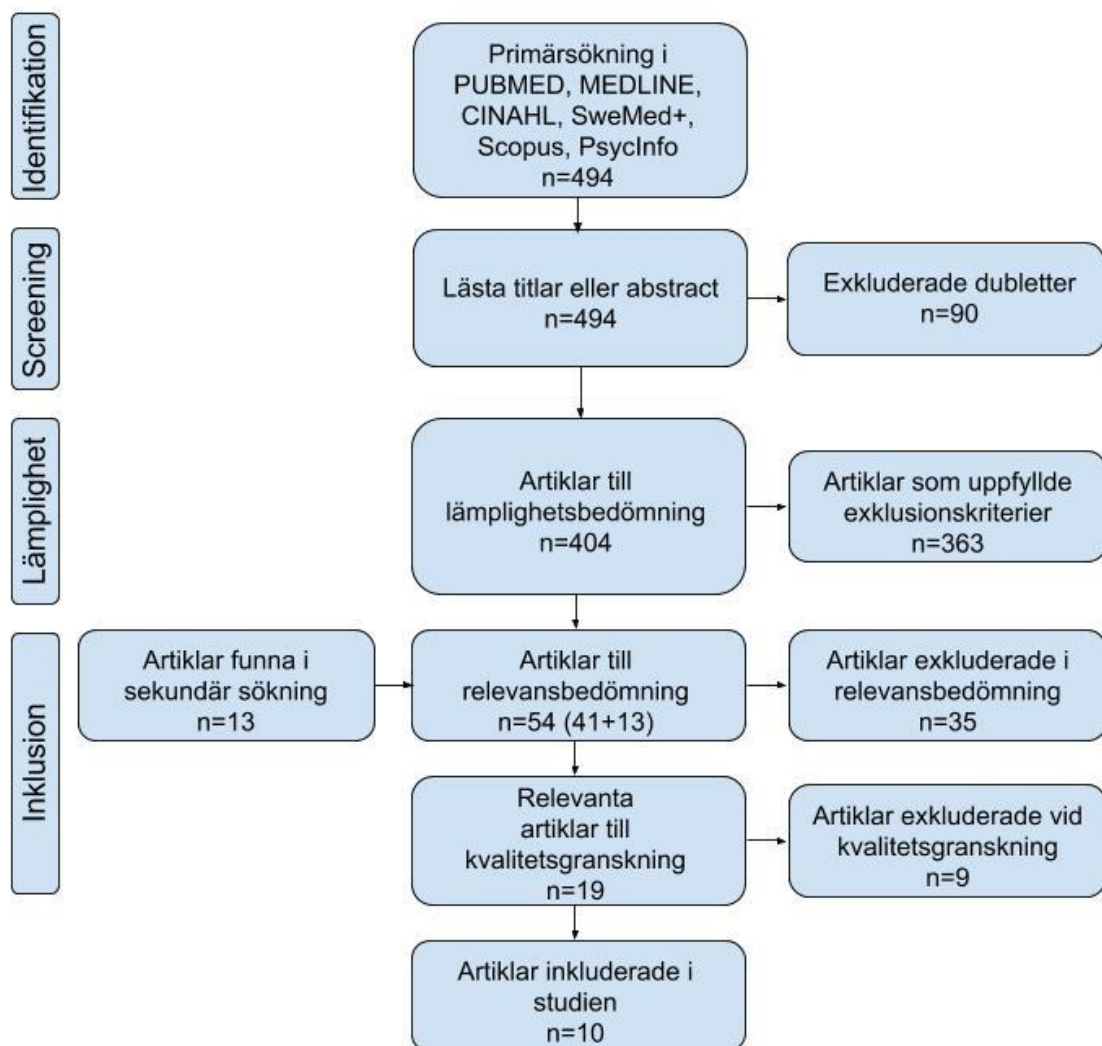 Identifikation
Primärsökning i
PUBMED, MEDLINE,
CINAHL, SweMed+,
Scopus, PsycInfo
n=494
Screening
Lästa titlar eller abstract
n=494
Exkluderade dubletter
n=90
Lämplighet
Artiklar till
lämplighetsbedömning
n=404
Artiklar som uppfyllde
exklusionskriterier
n=363
Inklusion
Artiklar funna i
sekundär sökning
n=13
Artiklar till
relevansbedömning
n=54 (41+13)
Artiklar exkluderade i
relevansbedömning
n=35
Relevanta
artiklar till
kvalitetsgranskning
n=19
Artiklar exkluderade vid
kvalitetsgranskning
n=9
Artiklar inkluderade i
studien
n=10